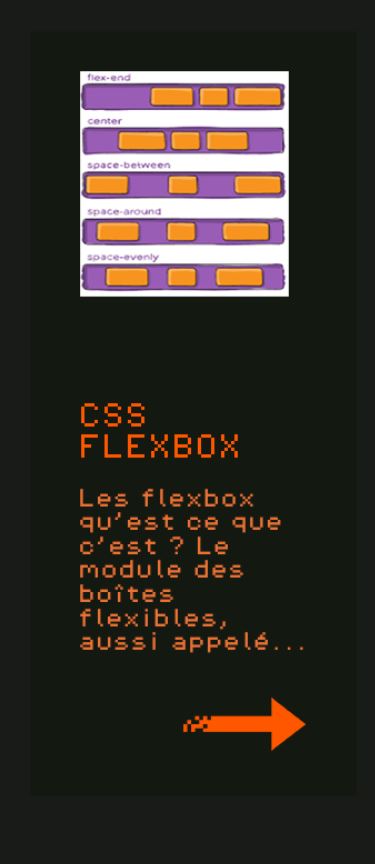 flex-end
center
space-between
space-around
space-evenly
CSS
FLEXBOX
Les flexbox
qu'est ce que
c'est ? Le
module des
boîtes
flexibles,
aussi appelé...